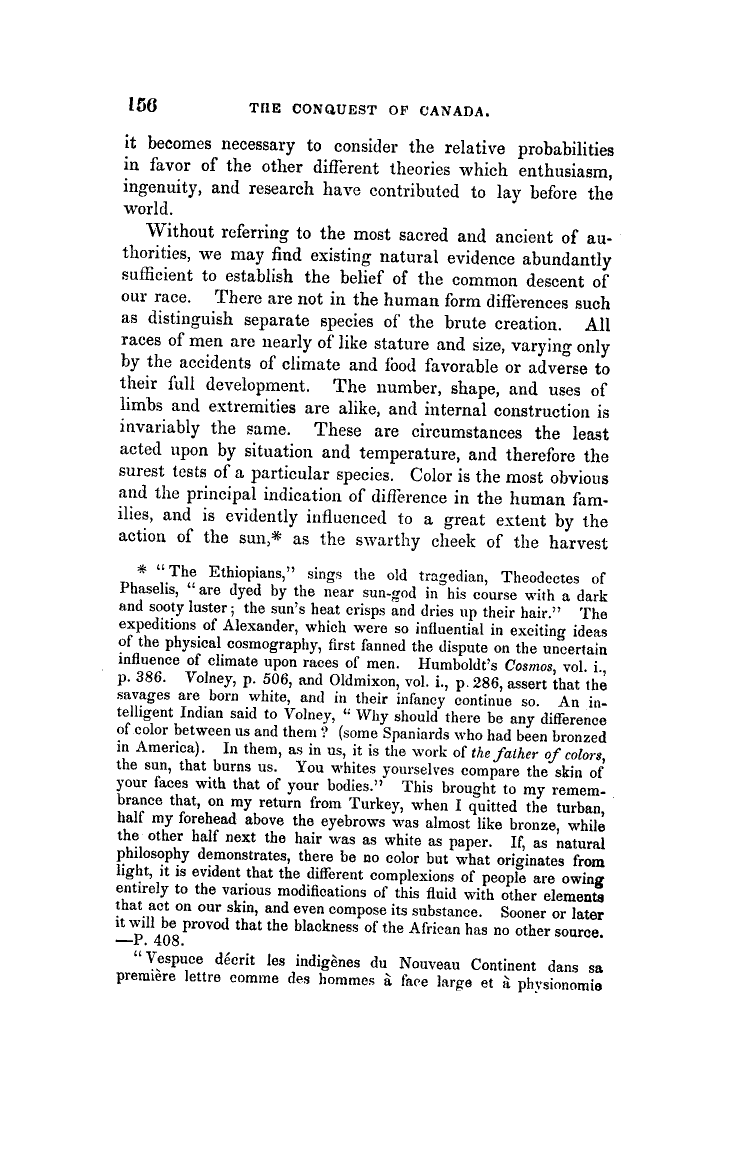 156 THE CONQUEST OF CANADA.
it becomes necessary to consider the relative probabilities
in favor of the other different theories which enthusiasm,
ingenuity, and research have contributed to lay before the
world.
Without referring to the most sacred and ancient of au-
thorities, we may find existing natural evidence abundantly
sufficient to establish the belief of the common descent of
our race. There are not in the human form differences such
as distinguish separate species of the brute creation. All
races of men are nearly of like stature and size, varying only
by the accidents of climate and food favorable or adverse to
their full development. The number, shape, and uses of
limbs and extremities are alike, and internal construction is
invariably the same. These are circumstances the least
acted upon by situation and temperature, and therefore the
surest tests of a particular species. Color is the most obvious
and the principal indication of difference in the human fam-
ilies, and is evidently influenced to a great extent by the
action of the sun,* as the swarthy cheek of the harvest
* "The Ethiopians," sings the old tragedian, Theodectes of
Phaselis, "are dyed by the near sun-god in his course with a dark
and sooty luster; the sun's heat crisps and dries up their hair." The
expeditions of Alexander, which were so influential in exciting ideas
of the physical cosmography, first fanned the dispute on the uncertain
influence of climate upon races of men. Humboldt's Cosmos, vol. i.,
p. 386. Volney, p. 506, and Oldmixon, vol. i., p. 286, assert that the
savages are born white, and in their infancy continue so. An in-
telligent Indian said to Volney, "Why should there be any difference
of color between us and them? (some Spaniards who had been bronzed
in America). In them, as in us, it is the work of the father of colors,
the sun, that burns us. You whites yourselves compare the skin of
your faces with that of your bodies." This brought to my remem-
brance that, on my return from Turkey, when I quitted the turban,
half my forehead above the eyebrows was almost like bronze, while
the other half next the hair was as white as paper. If, as natural
philosophy demonstrates, there be no color but what originates from
light, it is evident that the different complexions of people are owing
entirely to the various modifications of this fluid with other elements
that act on our skin, and even compose its substance. Sooner or later
it will be proved that the blackness of the African has no other source.
—P. 408.
"Vespuce décrit les indigènes du Nouveau Continent dans sa
première lettre comme des hommes à face large et à physionomie